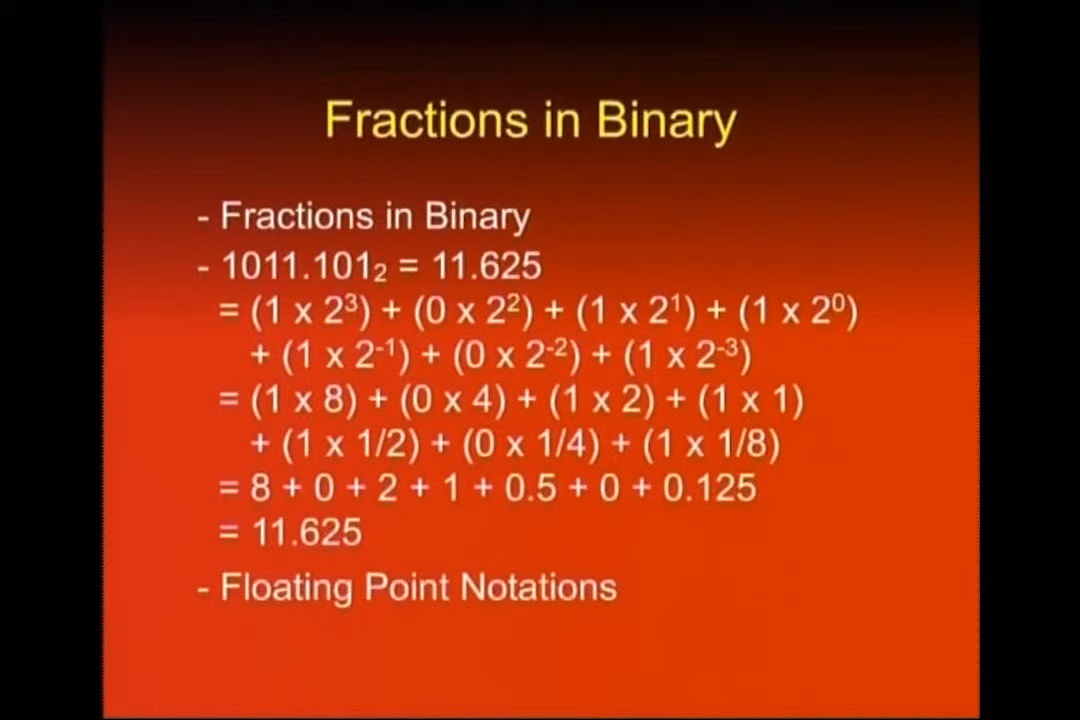 Fractions in Binary
- Fractions in Binary
- 1011.101₂ = 11.625
= (1 x 2³) + (0 x 2²) + (1 x 2¹) + (1 x 2⁰)
+ (1 x 2⁻¹) + (0 x 2⁻²) + (1 x 2⁻³)
= (1 x 8) + (0 x 4) + (1 x 2) + (1 x 1)
+ (1 x 1/2) + (0 x 1/4) + (1 x 1/8)
= 8 + 0 + 2 + 1 + 0.5 + 0 + 0.125
= 11.625
- Floating Point Notations